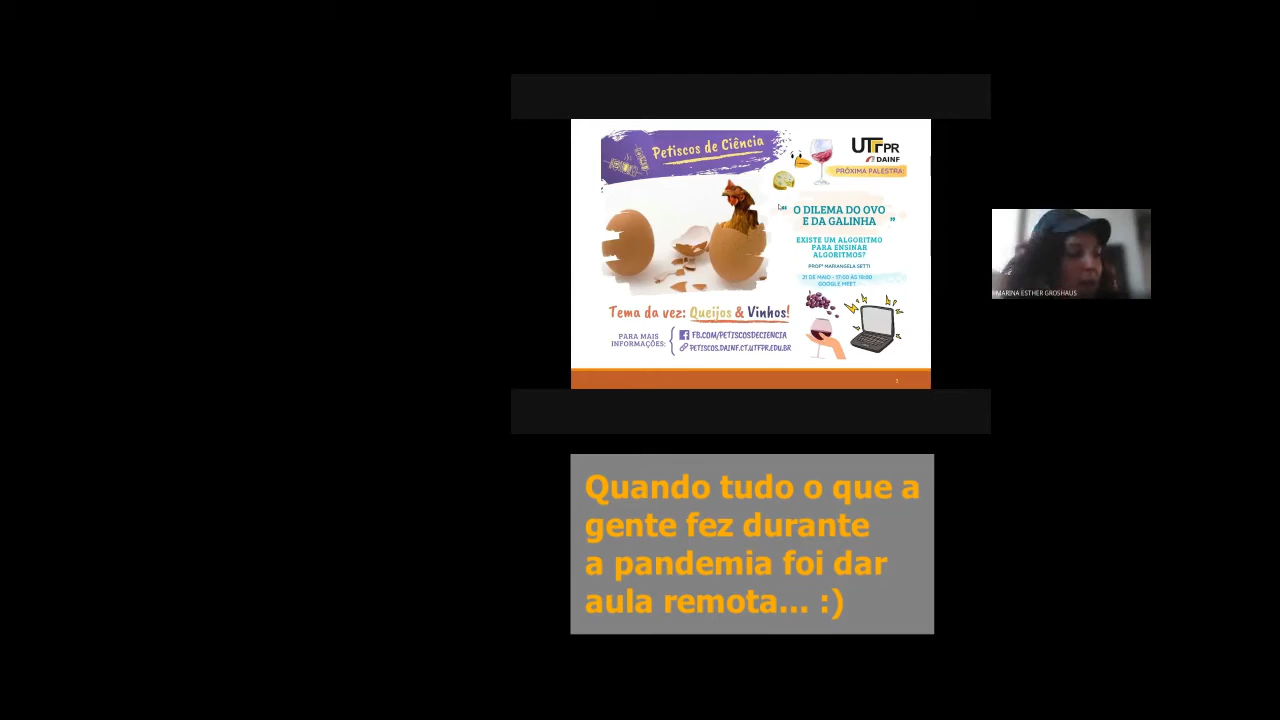 Petiscos de Ciência
UTFPR
DAINF
PRÓXIMA PALESTRA:
“ O DILEMA DO OVO
E DA GALINHA ”
EXISTE UM ALGORITMO
PARA ENSINAR
ALGORITMOS?
PROFª MARIANGELA SETTI
21 DE MAIO - 17:00 ÀS 19:00
GOOGLE MEET
Tema da vez: Queijos & Vinhos!
PARA MAIS
INFORMAÇÕES:
FB.COM/PETISCOSDECIENCIA
PETISCOS.DAINF.CT.UTFPR.EDU.BR
1
MARINA ESTHER GROSHAUS
Quando tudo o que a
gente fez durante
a pandemia foi dar
aula remota... :)